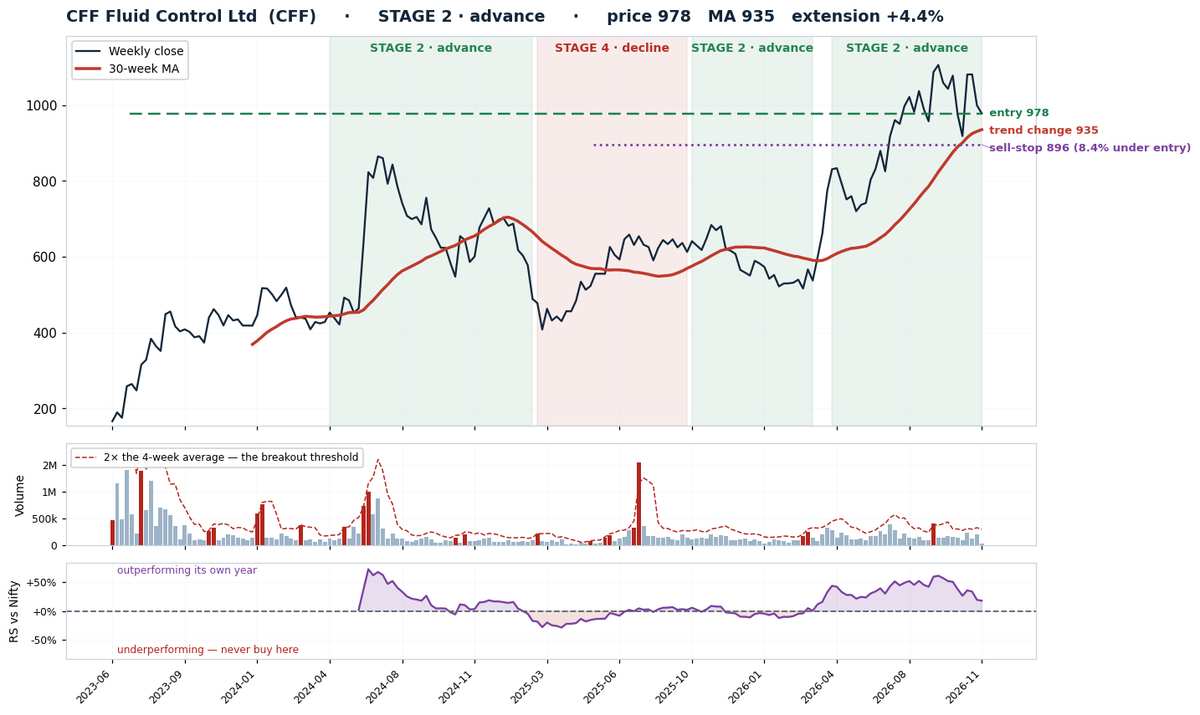 CFF Fluid Control Ltd (CFF) · STAGE 2 · advance · price 978 MA 935 extension +4.4%
Weekly close
30-week MA
STAGE 2 · advance
STAGE 4 · decline
STAGE 2 · advance
STAGE 2 · advance
1000
800
600
400
200
entry 978
trend change 935
sell-stop 896 (8.4% under entry)
Volume
2× the 4-week average — the breakout threshold
2M
1M
500k
0
RS vs Nifty
outperforming its own year
+50%
+0%
-50%
underperforming — never buy here
2023-06
2023-09
2024-01
2024-04
2024-08
2024-11
2025-03
2025-06
2025-10
2026-01
2026-04
2026-08
2026-11